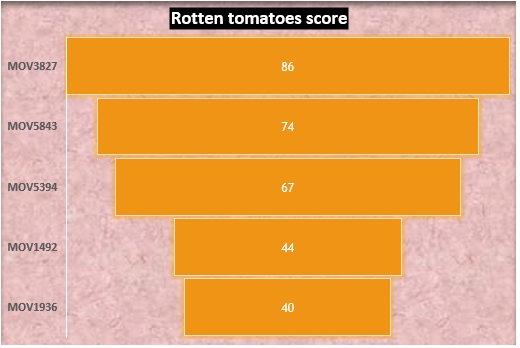 Rotten tomatoes score
MOV3827 86
MOV5843 74
MOV5394 67
MOV1492 44
MOV1936 40